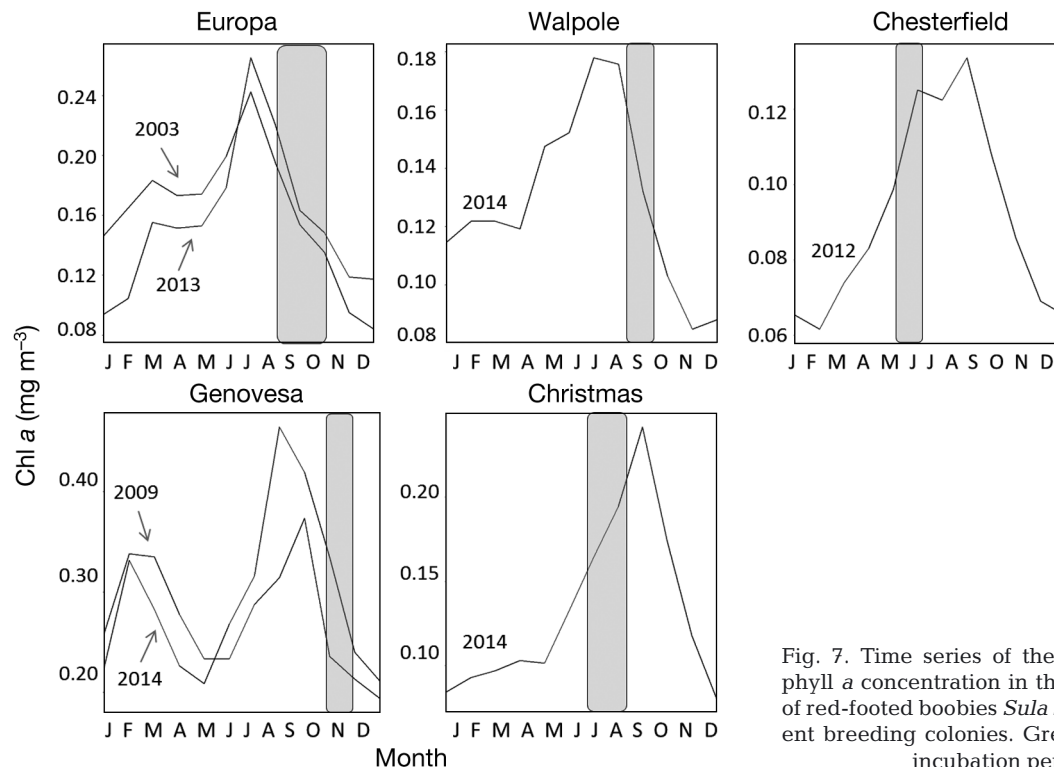 Europa
Walpole
Chesterfield
0.24
0.20
0.16
0.12
0.08
2003
2013
J F M A M J J A S O N D
0.18
0.16
0.14
0.12
0.10
0.08
2014
J F M A M J J A S O N D
0.12
0.10
0.08
0.06
2012
J F M A M J J A S O N D
Chl a (mg m⁻³)
Genovesa
Christmas
0.40
0.30
0.20
2009
2014
J F M A M J J A S O N D
0.20
0.15
0.10
2014
J F M A M J J A S O N D
Month
Fig. 7. Time series of the
phyll a concentration in th
of red-footed boobies Sula
ent breeding colonies. Gre
incubation pe